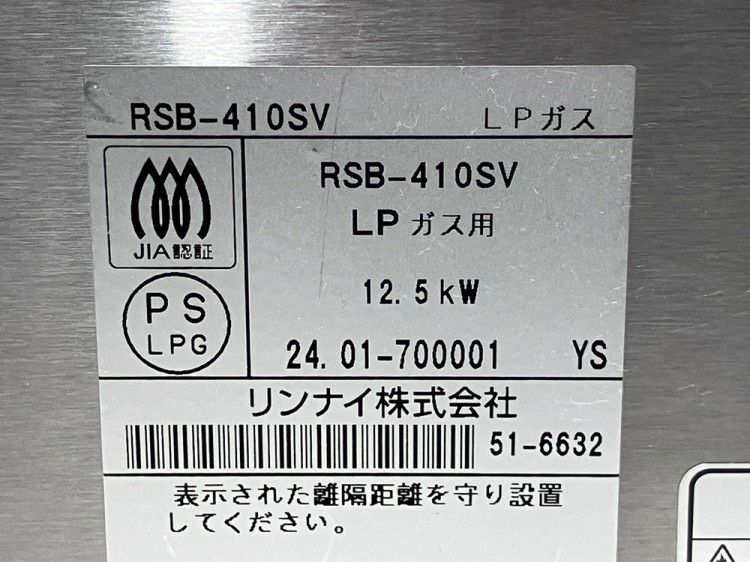 RSB-410SV LPガス
RSB-410SV
LPガス用
JIA認証
12.5kW
PS
LPG
24.01-700001 YS
リンナイ株式会社
51-6632
表示された離隔距離を守り設置
してください。